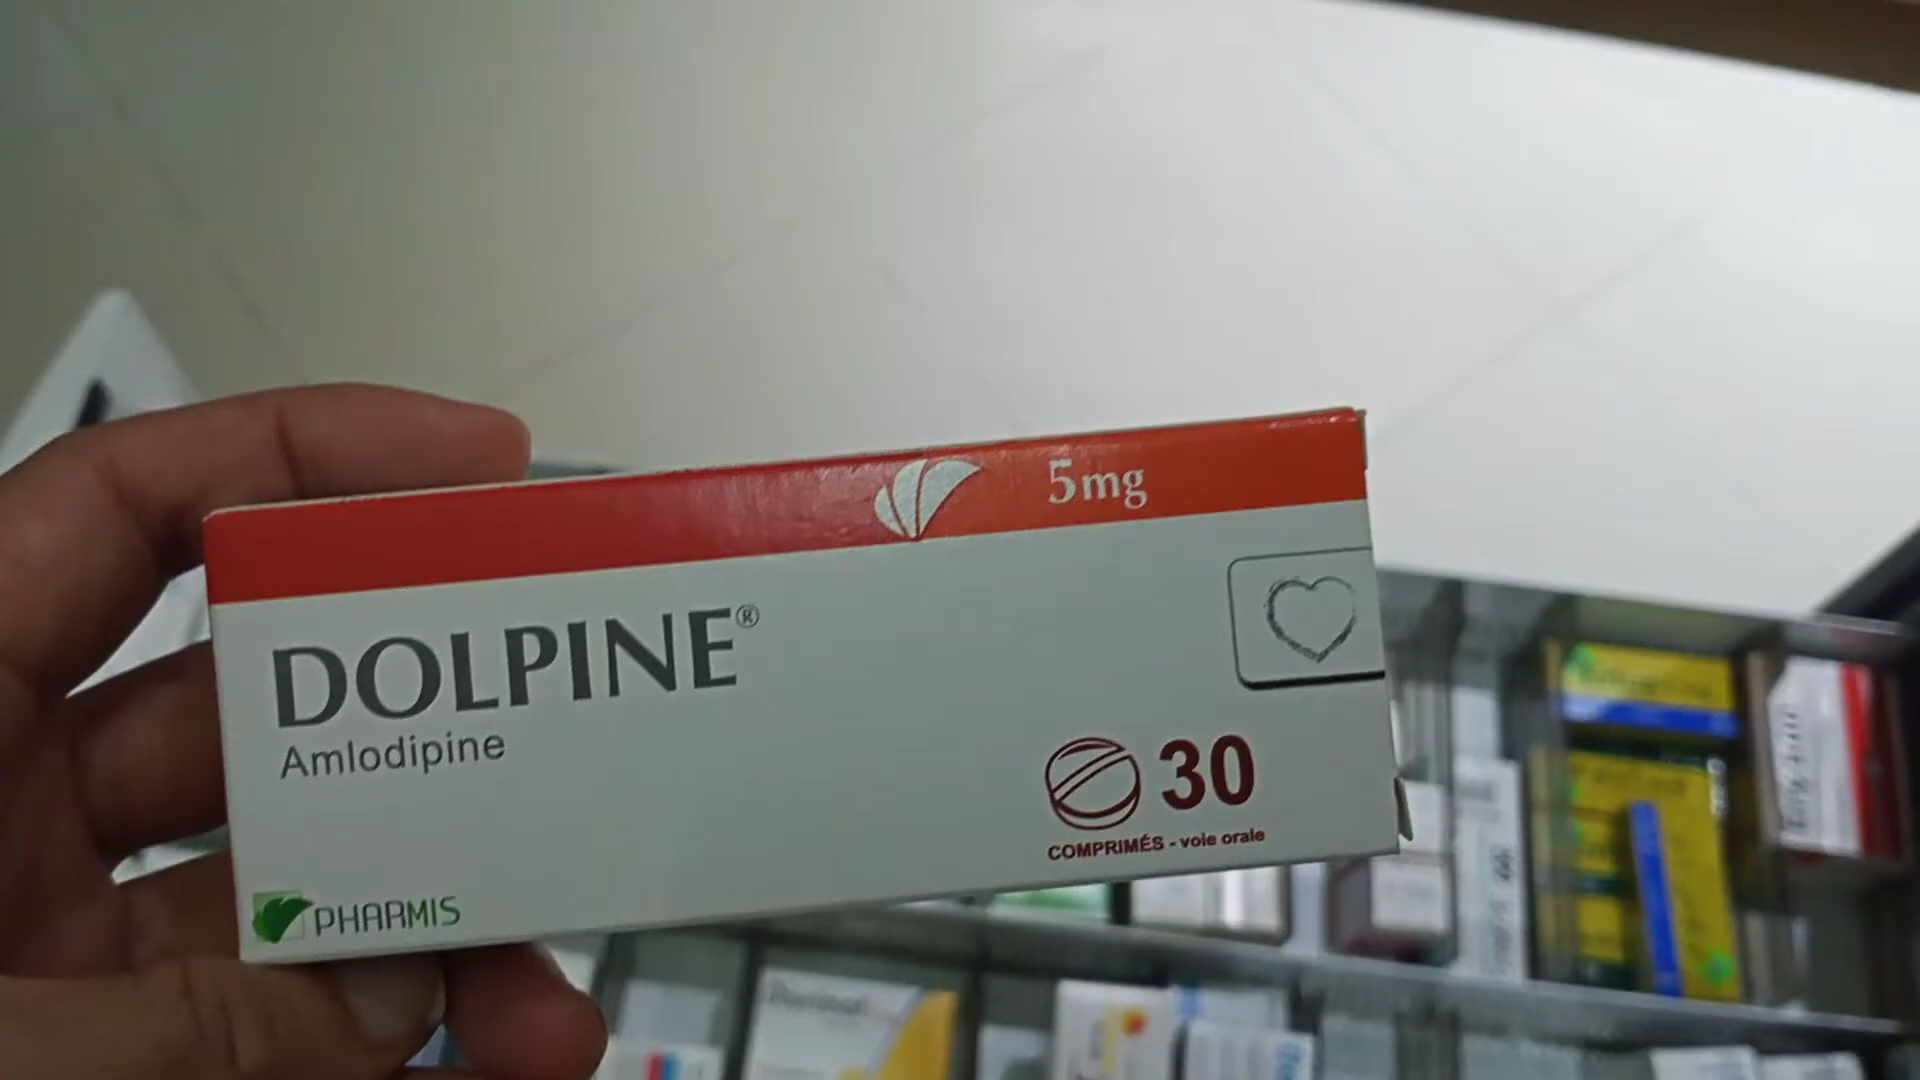 5mg
DOLPINE®
Amlodipine
30
COMPRIMÉS - voie orale
PHARMIS